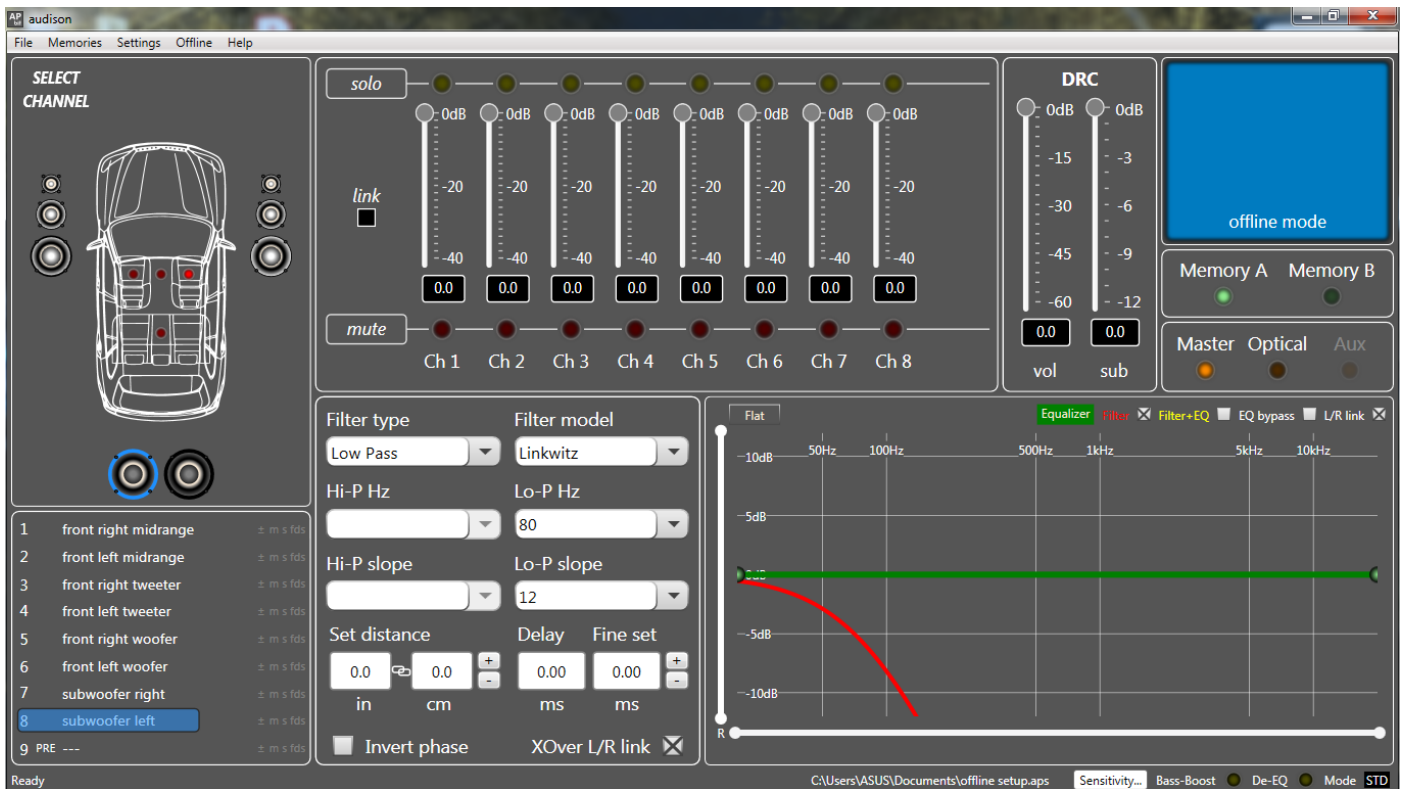 AP bit audison
File Memories Settings Offline Help
SELECT
CHANNEL
solo
0dB 0dB 0dB 0dB 0dB 0dB 0dB 0dB
-20 -20 -20 -20 -20 -20 -20 -20
link
-40 -40 -40 -40 -40 -40 -40 -40
0.0 0.0 0.0 0.0 0.0 0.0 0.0 0.0
mute
Ch 1 Ch 2 Ch 3 Ch 4 Ch 5 Ch 6 Ch 7 Ch 8
DRC
0dB 0dB
-15 -3
-30 -6
-45 -9
-60 -12
0.0 0.0
vol sub
offline mode
Memory A Memory B
Master Optical Aux
1 front right midrange ± m s fds
2 front left midrange ± m s fds
3 front right tweeter ± m s fds
4 front left tweeter ± m s fds
5 front right woofer ± m s fds
6 front left woofer ± m s fds
7 subwoofer right ± m s fds
8 subwoofer left ± m s fds
9 PRE --- ± m s fds
Filter type Filter model
Low Pass Linkwitz
Hi-P Hz Lo-P Hz
80
Hi-P slope Lo-P slope
12
Set distance Delay Fine set
0.0 0.0 + - 0.00 0.00 + -
in cm ms ms
Invert phase XOver L/R link
Flat Equalizer Filter Filter+EQ EQ bypass L/R link
50Hz 100Hz 500Hz 1kHz 5kHz 10kHz
10dB
5dB
0dB
-5dB
-10dB
R
Ready C:\Users\ASUS\Documents\offline setup.aps Sensitivity... Bass-Boost De-EQ Mode STD